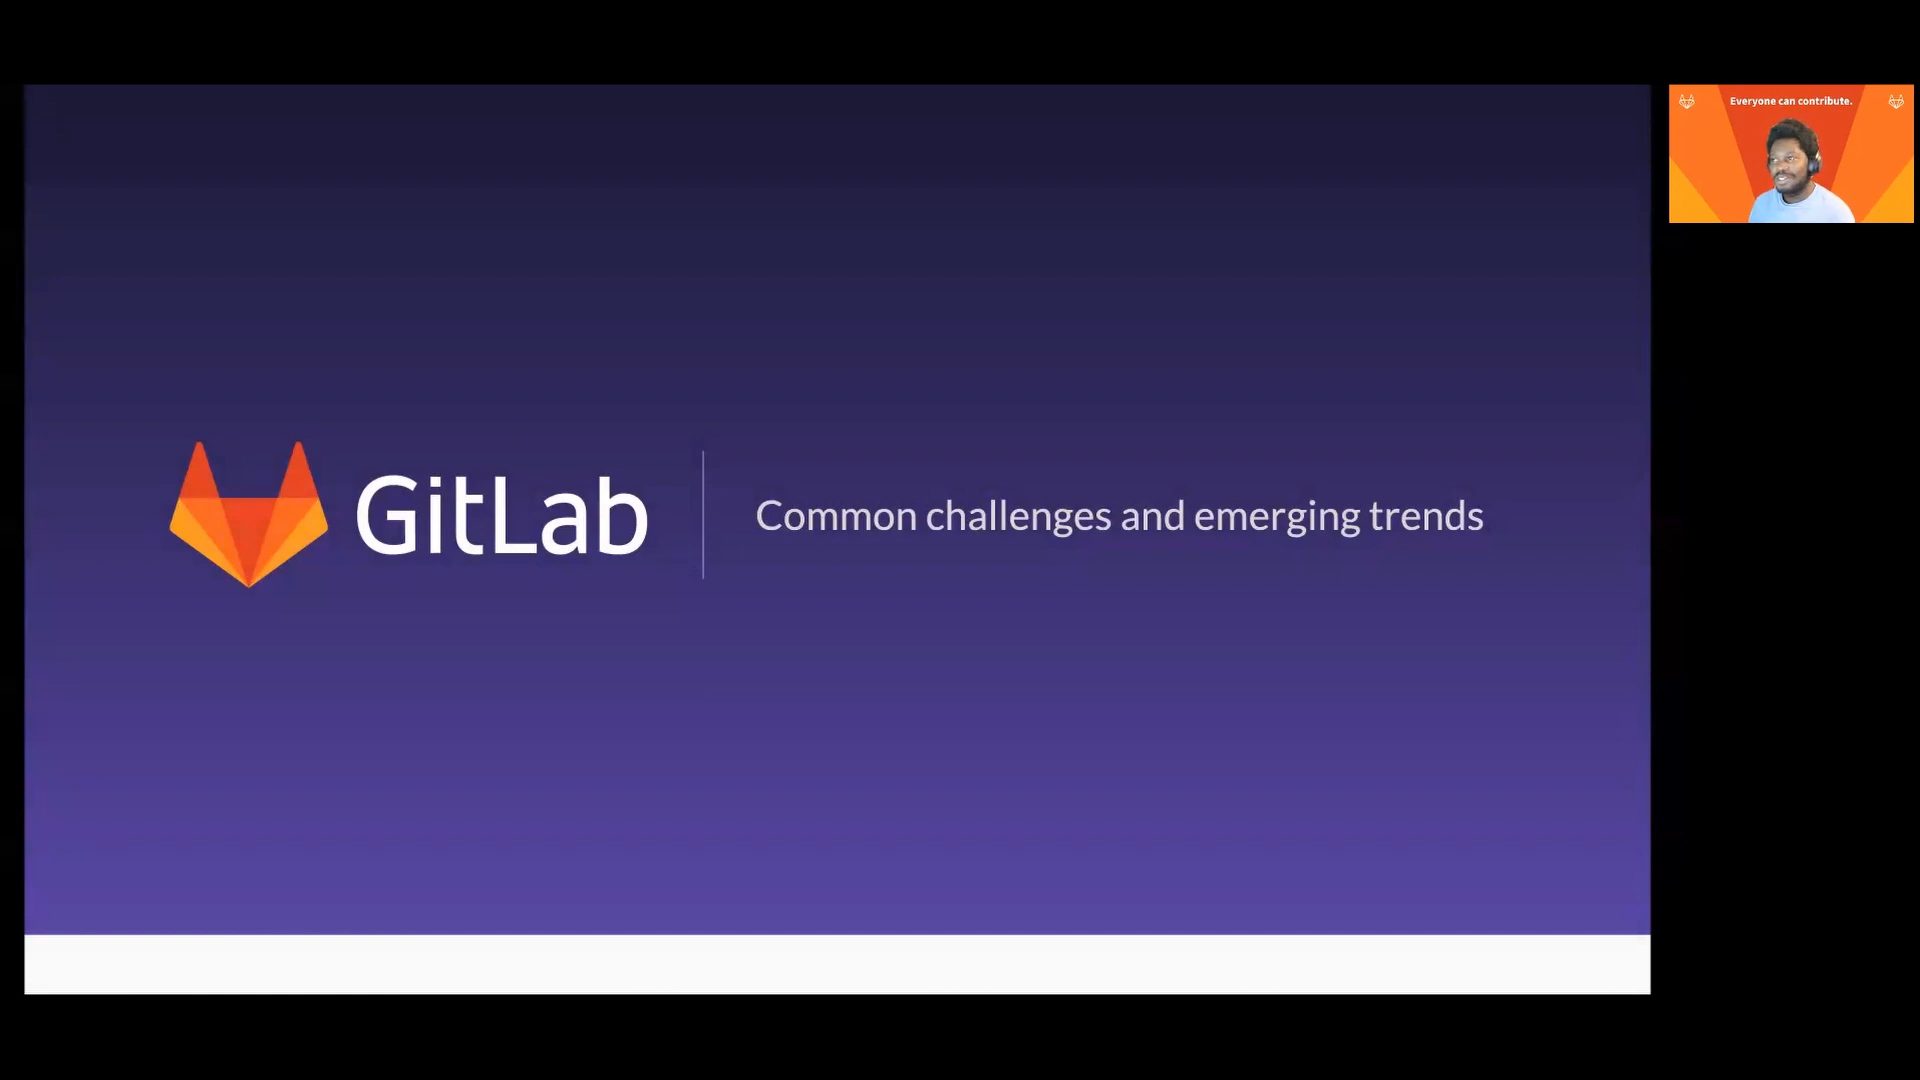 GitLab
Common challenges and emerging trends
Everyone can contribute.